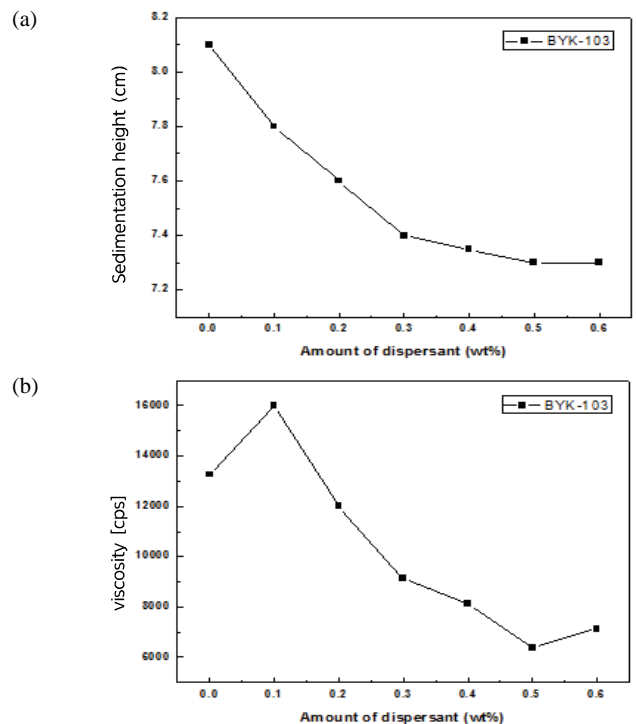 (a)
8.2
BYK-103
8.0
7.8
7.6
7.4
7.2
Sedimentation height (cm)
0.0 0.1 0.2 0.3 0.4 0.5 0.6
Amount of dispersant (wt%)
(b)
16000
BYK-103
14000
12000
10000
8000
6000
viscosity [cps]
0.0 0.1 0.2 0.3 0.4 0.5 0.6
Amount of dispersant (wt%)